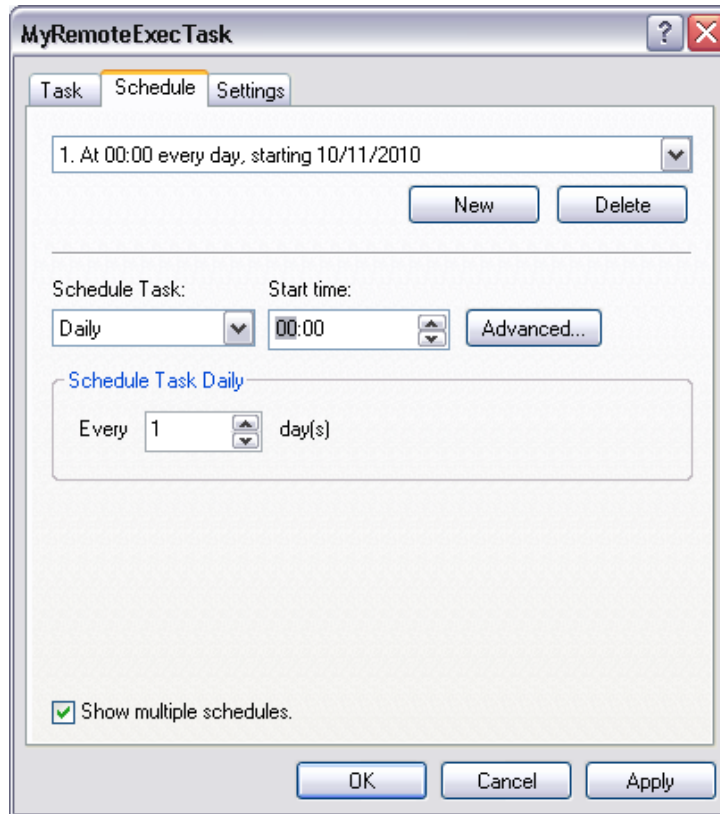 MyRemoteExecTask
Task Schedule Settings
1. At 00:00 every day, starting 10/11/2010
New Delete
Schedule Task: Start time:
Daily 00:00 Advanced...
Schedule Task Daily
Every 1 day(s)
Show multiple schedules.
OK Cancel Apply